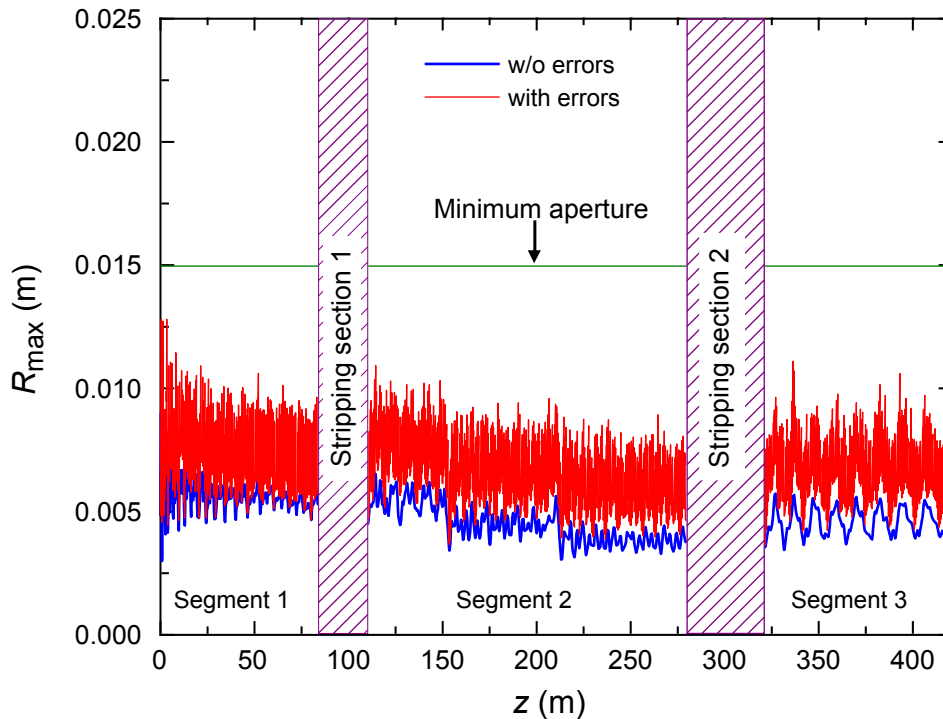 0.025
0.020
0.015
0.010
0.005
0.000
R_max (m)
w/o errors
with errors
Minimum aperture
Stripping section 1
Stripping section 2
Segment 1
Segment 2
Segment 3
0 50 100 150 200 250 300 350 400
z (m)